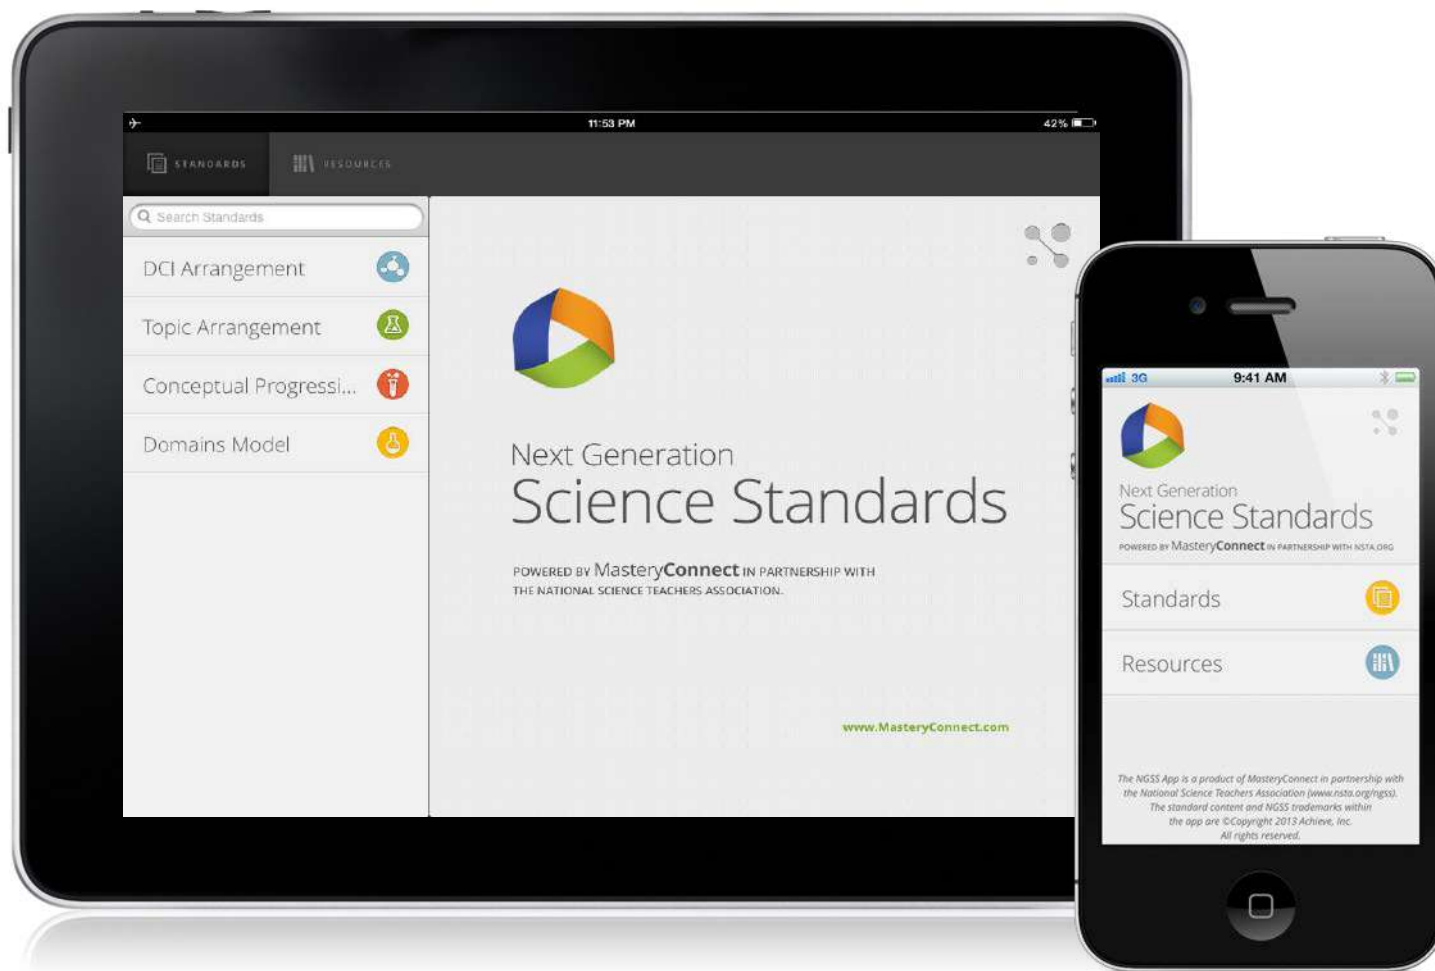 11:53 PM
42%
STANDARDS
RESOURCES
Search Standards
DCI Arrangement
Topic Arrangement
Conceptual Progressi...
Domains Model
Next Generation
Science Standards
POWERED BY MasteryConnect IN PARTNERSHIP WITH
THE NATIONAL SCIENCE TEACHERS ASSOCIATION.
www.MasteryConnect.com
3G
9:41 AM
Next Generation
Science Standards
POWERED BY MasteryConnect IN PARTNERSHIP WITH NSTA.ORG
Standards
Resources
The NGSS App is a product of MasteryConnect in partnership with
the National Science Teachers Association (www.nsta.org/ngss).
The standard content and NGSS trademarks within
the app are ©Copyright 2013 Achieve, Inc.
All rights reserved.